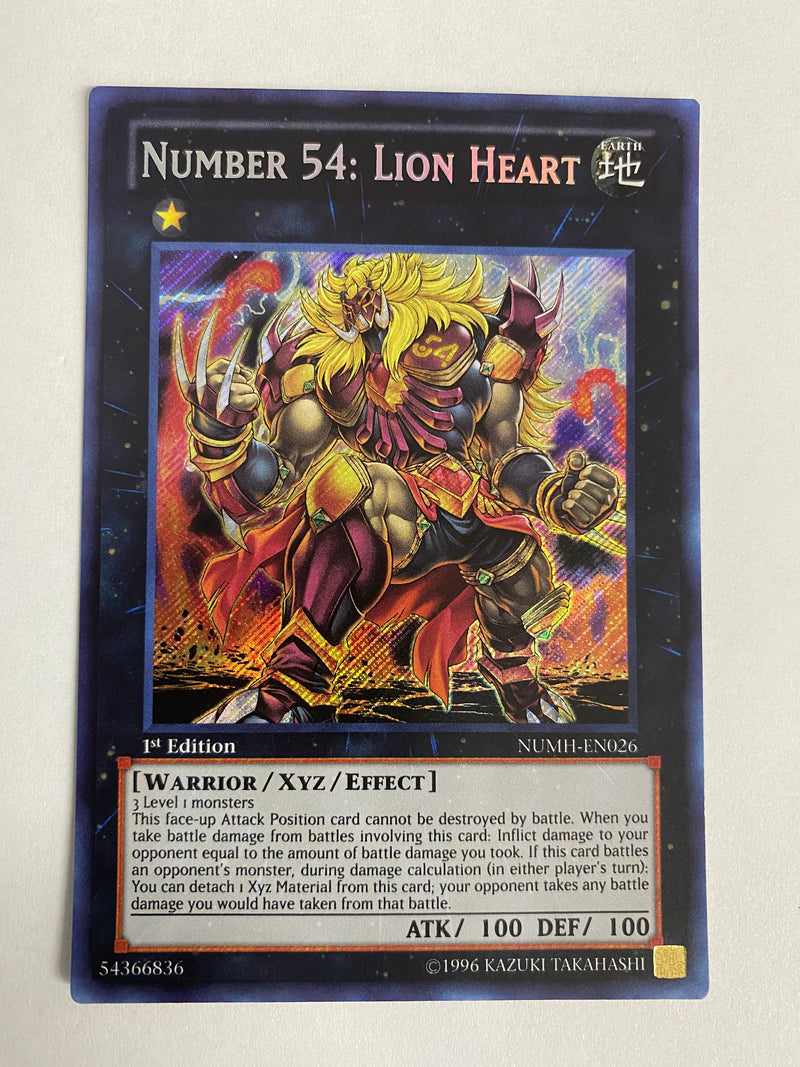 NUMBER 54: LION HEART
EARTH
地
54
1st Edition
NUMH-EN026
[WARRIOR/XYZ/EFFECT]
3 Level 1 monsters
This face-up Attack Position card cannot be destroyed by battle. When you
take battle damage from battles involving this card: Inflict damage to your
opponent equal to the amount of battle damage you took. If this card battles
an opponent's monster, during damage calculation (in either player's turn):
You can detach 1 Xyz Material from this card; your opponent takes any battle
damage you would have taken from that battle.
ATK/ 100 DEF/ 100
54366836
©1996 KAZUKI TAKAHASHI